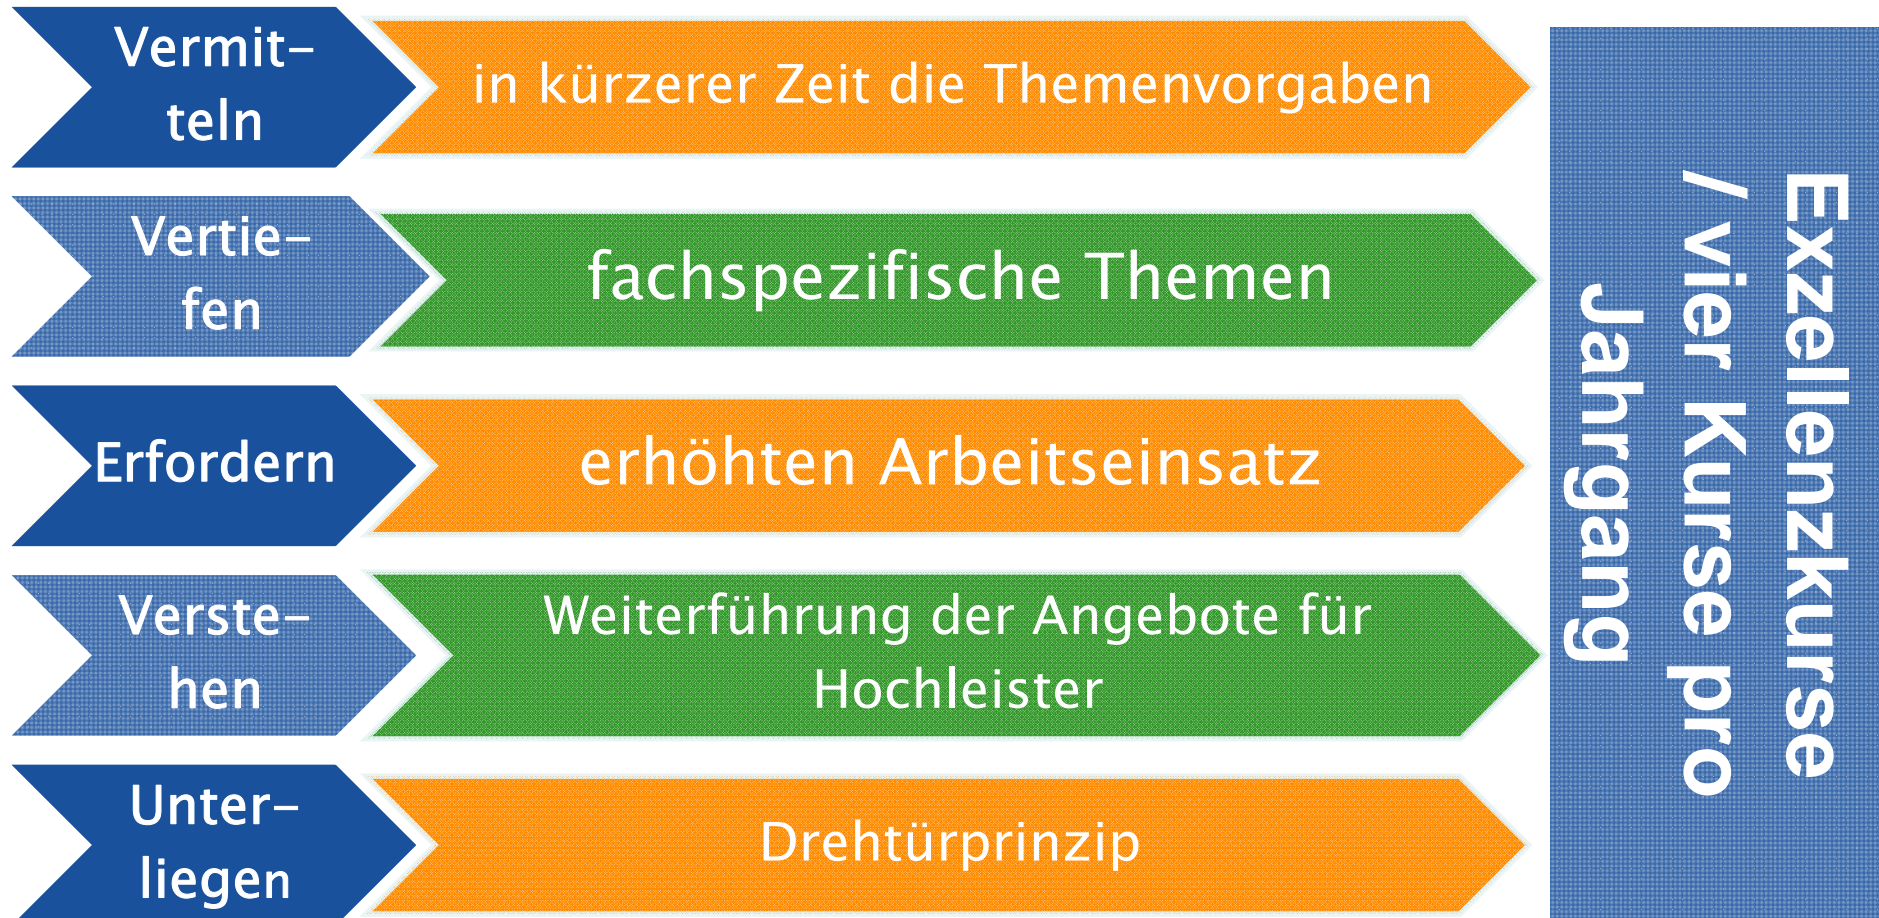 Vermit-
teln
in kürzerer Zeit die Themenvorgaben
Vertie-
fen
fachspezifische Themen
Erfordern
erhöhten Arbeitseinsatz
Verste-
hen
Weiterführung der Angebote für
Hochleister
Unter-
liegen
Drehtürprinzip
Exzellenzkurse
/ vier Kurse pro
Jahrgang